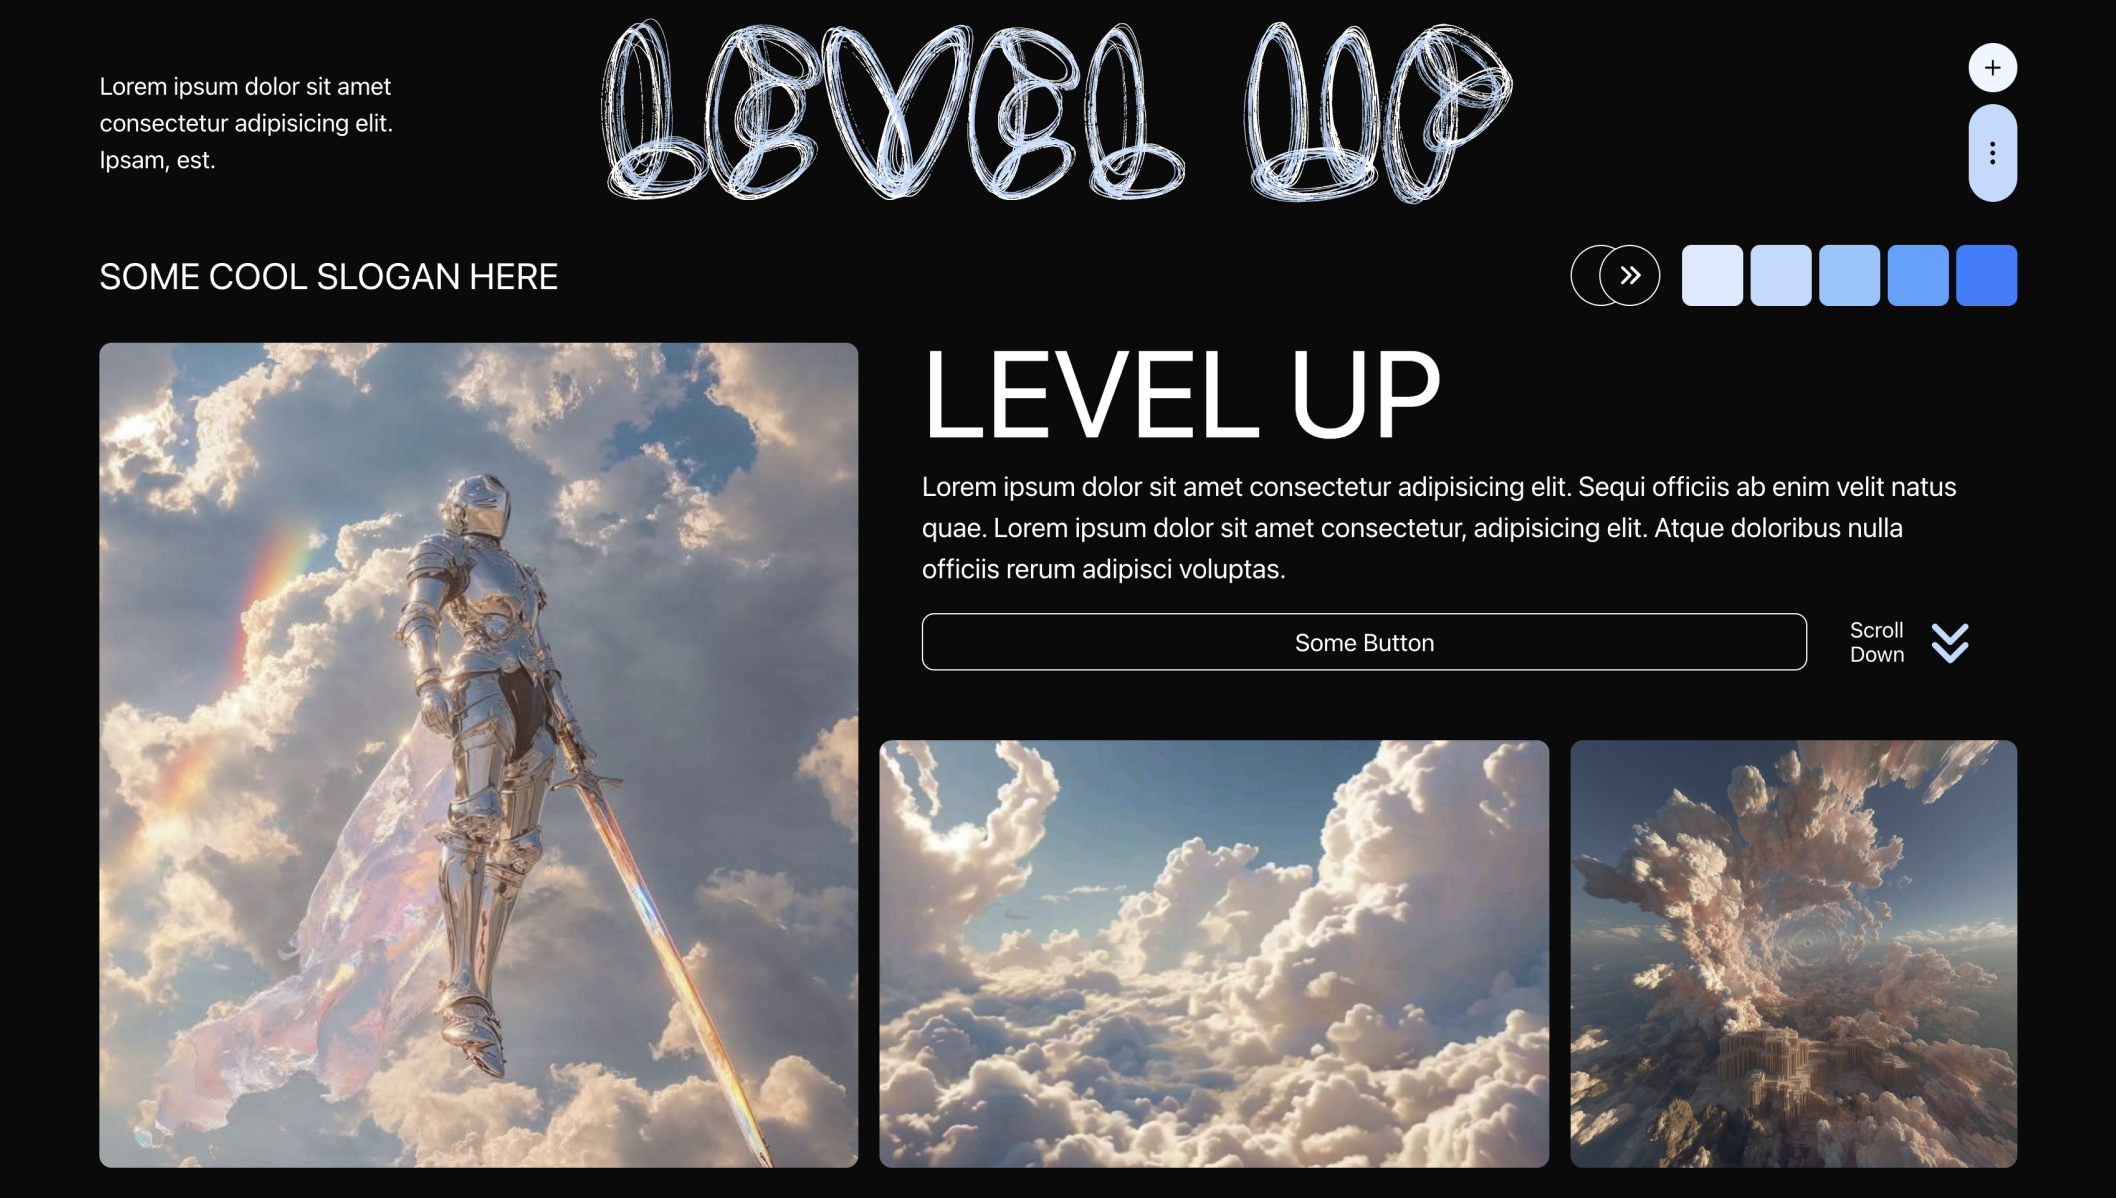 LEVEL UP
Lorem ipsum dolor sit amet
consectetur adipisicing elit.
Ipsam, est.
SOME COOL SLOGAN HERE
LEVEL UP
Lorem ipsum dolor sit amet consectetur adipisicing elit. Sequi officiis ab enim velit natus
quae. Lorem ipsum dolor sit amet consectetur, adipisicing elit. Atque doloribus nulla
officiis rerum adipisci voluptas.
Some Button
Scroll
Down